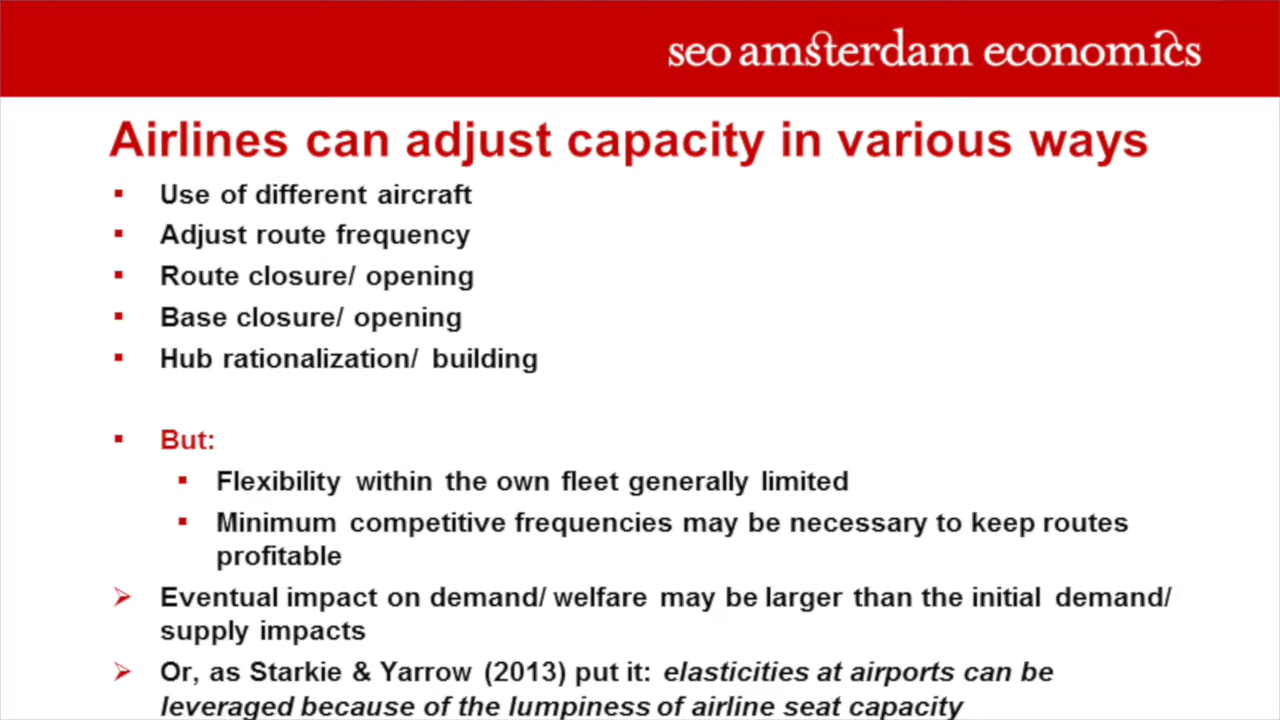 seo amsterdam economics
Airlines can adjust capacity in various ways
Use of different aircraft
Adjust route frequency
Route closure/ opening
Base closure/ opening
Hub rationalization/ building
But:
Flexibility within the own fleet generally limited
Minimum competitive frequencies may be necessary to keep routes
profitable
Eventual impact on demand/ welfare may be larger than the initial demand/
supply impacts
Or, as Starkie & Yarrow (2013) put it: elasticities at airports can be
leveraged because of the lumpiness of airline seat capacity